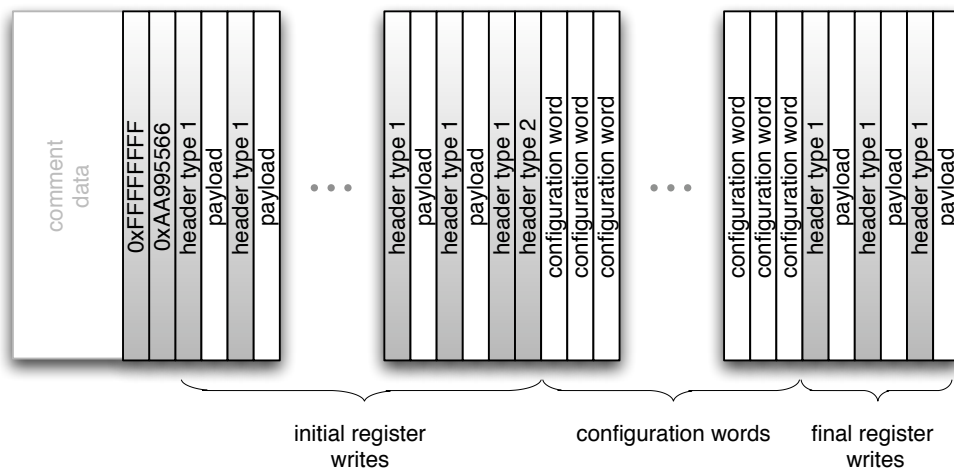 comment
data
0xFFFFFFFF
0xAA995566
header type 1
payload
header type 1
payload
header type 1
payload
header type 1
payload
header type 1
header type 2
configuration word
configuration word
configuration word
configuration word
configuration word
configuration word
header type 1
payload
header type 1
payload
header type 1
payload
initial register
writes
configuration words
final register
writes